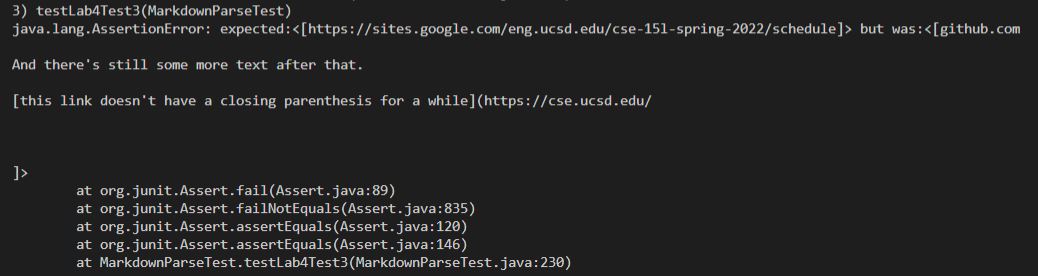 3) testLab4Test3(MarkdownParseTest)
java.lang.AssertionError: expected:<[https://sites.google.com/eng.ucsd.edu/cse-15l-spring-2022/schedule]> but was:<[github.com
And there's still some more text after that.
[this link doesn't have a closing parenthesis for a while](https://cse.ucsd.edu/
]>
at org.junit.Assert.fail(Assert.java:89)
at org.junit.Assert.failNotEquals(Assert.java:835)
at org.junit.Assert.assertEquals(Assert.java:120)
at org.junit.Assert.assertEquals(Assert.java:146)
at MarkdownParseTest.testLab4Test3(MarkdownParseTest.java:230)